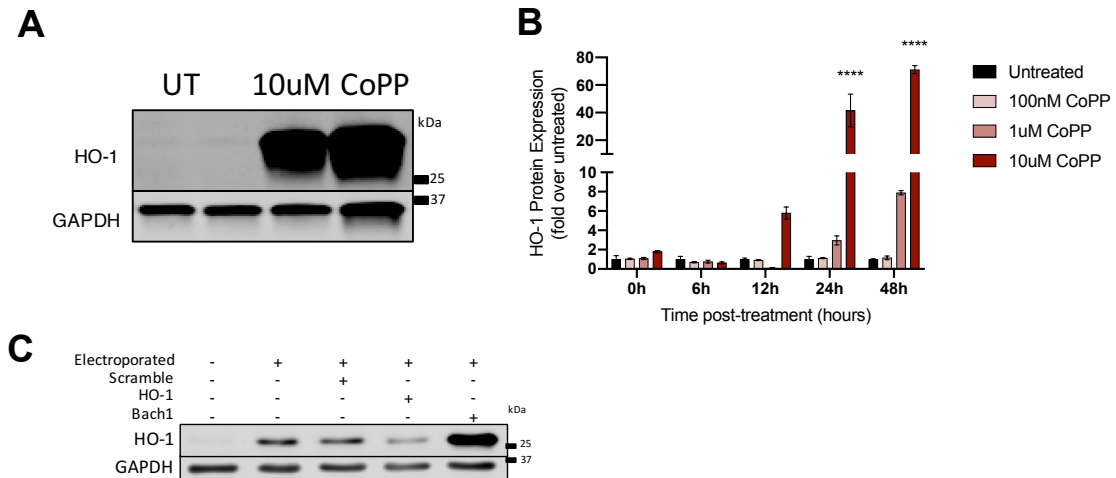 A
UT 10uM CoPP
kDa
HO-1
25
37
GAPDH
B
HO-1 Protein Expression
(fold over untreated)
80
60
40
20
10
8
6
4
2
0
**** ****
0h 6h 12h 24h 48h
Time post-treatment (hours)
Untreated
100nM CoPP
1uM CoPP
10uM CoPP
C
Electroporated - + + + +
Scramble - - + - -
HO-1 - - - + -
Bach1 - - - - +
kDa
HO-1
25
37
GAPDH